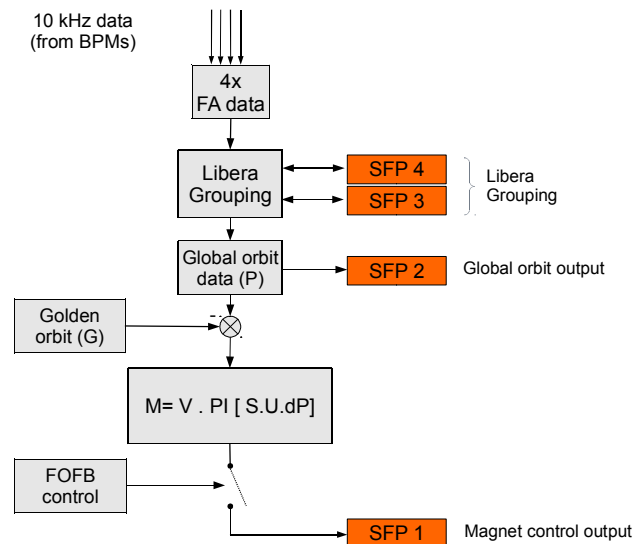 10 kHz data
(from BPMs)
4x
FA data
Libera
Grouping
SFP 4
SFP 3
Libera
Grouping
Global orbit
data (P)
SFP 2
Global orbit output
Golden
orbit (G)
M= V . PI [ S.U.dP]
FOFB
control
SFP 1
Magnet control output